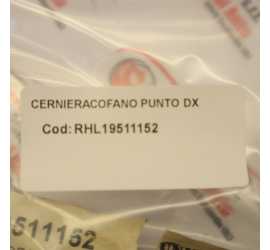 CERNIERACOFANO PUNTO DX
Cod: RHL19511152
511152